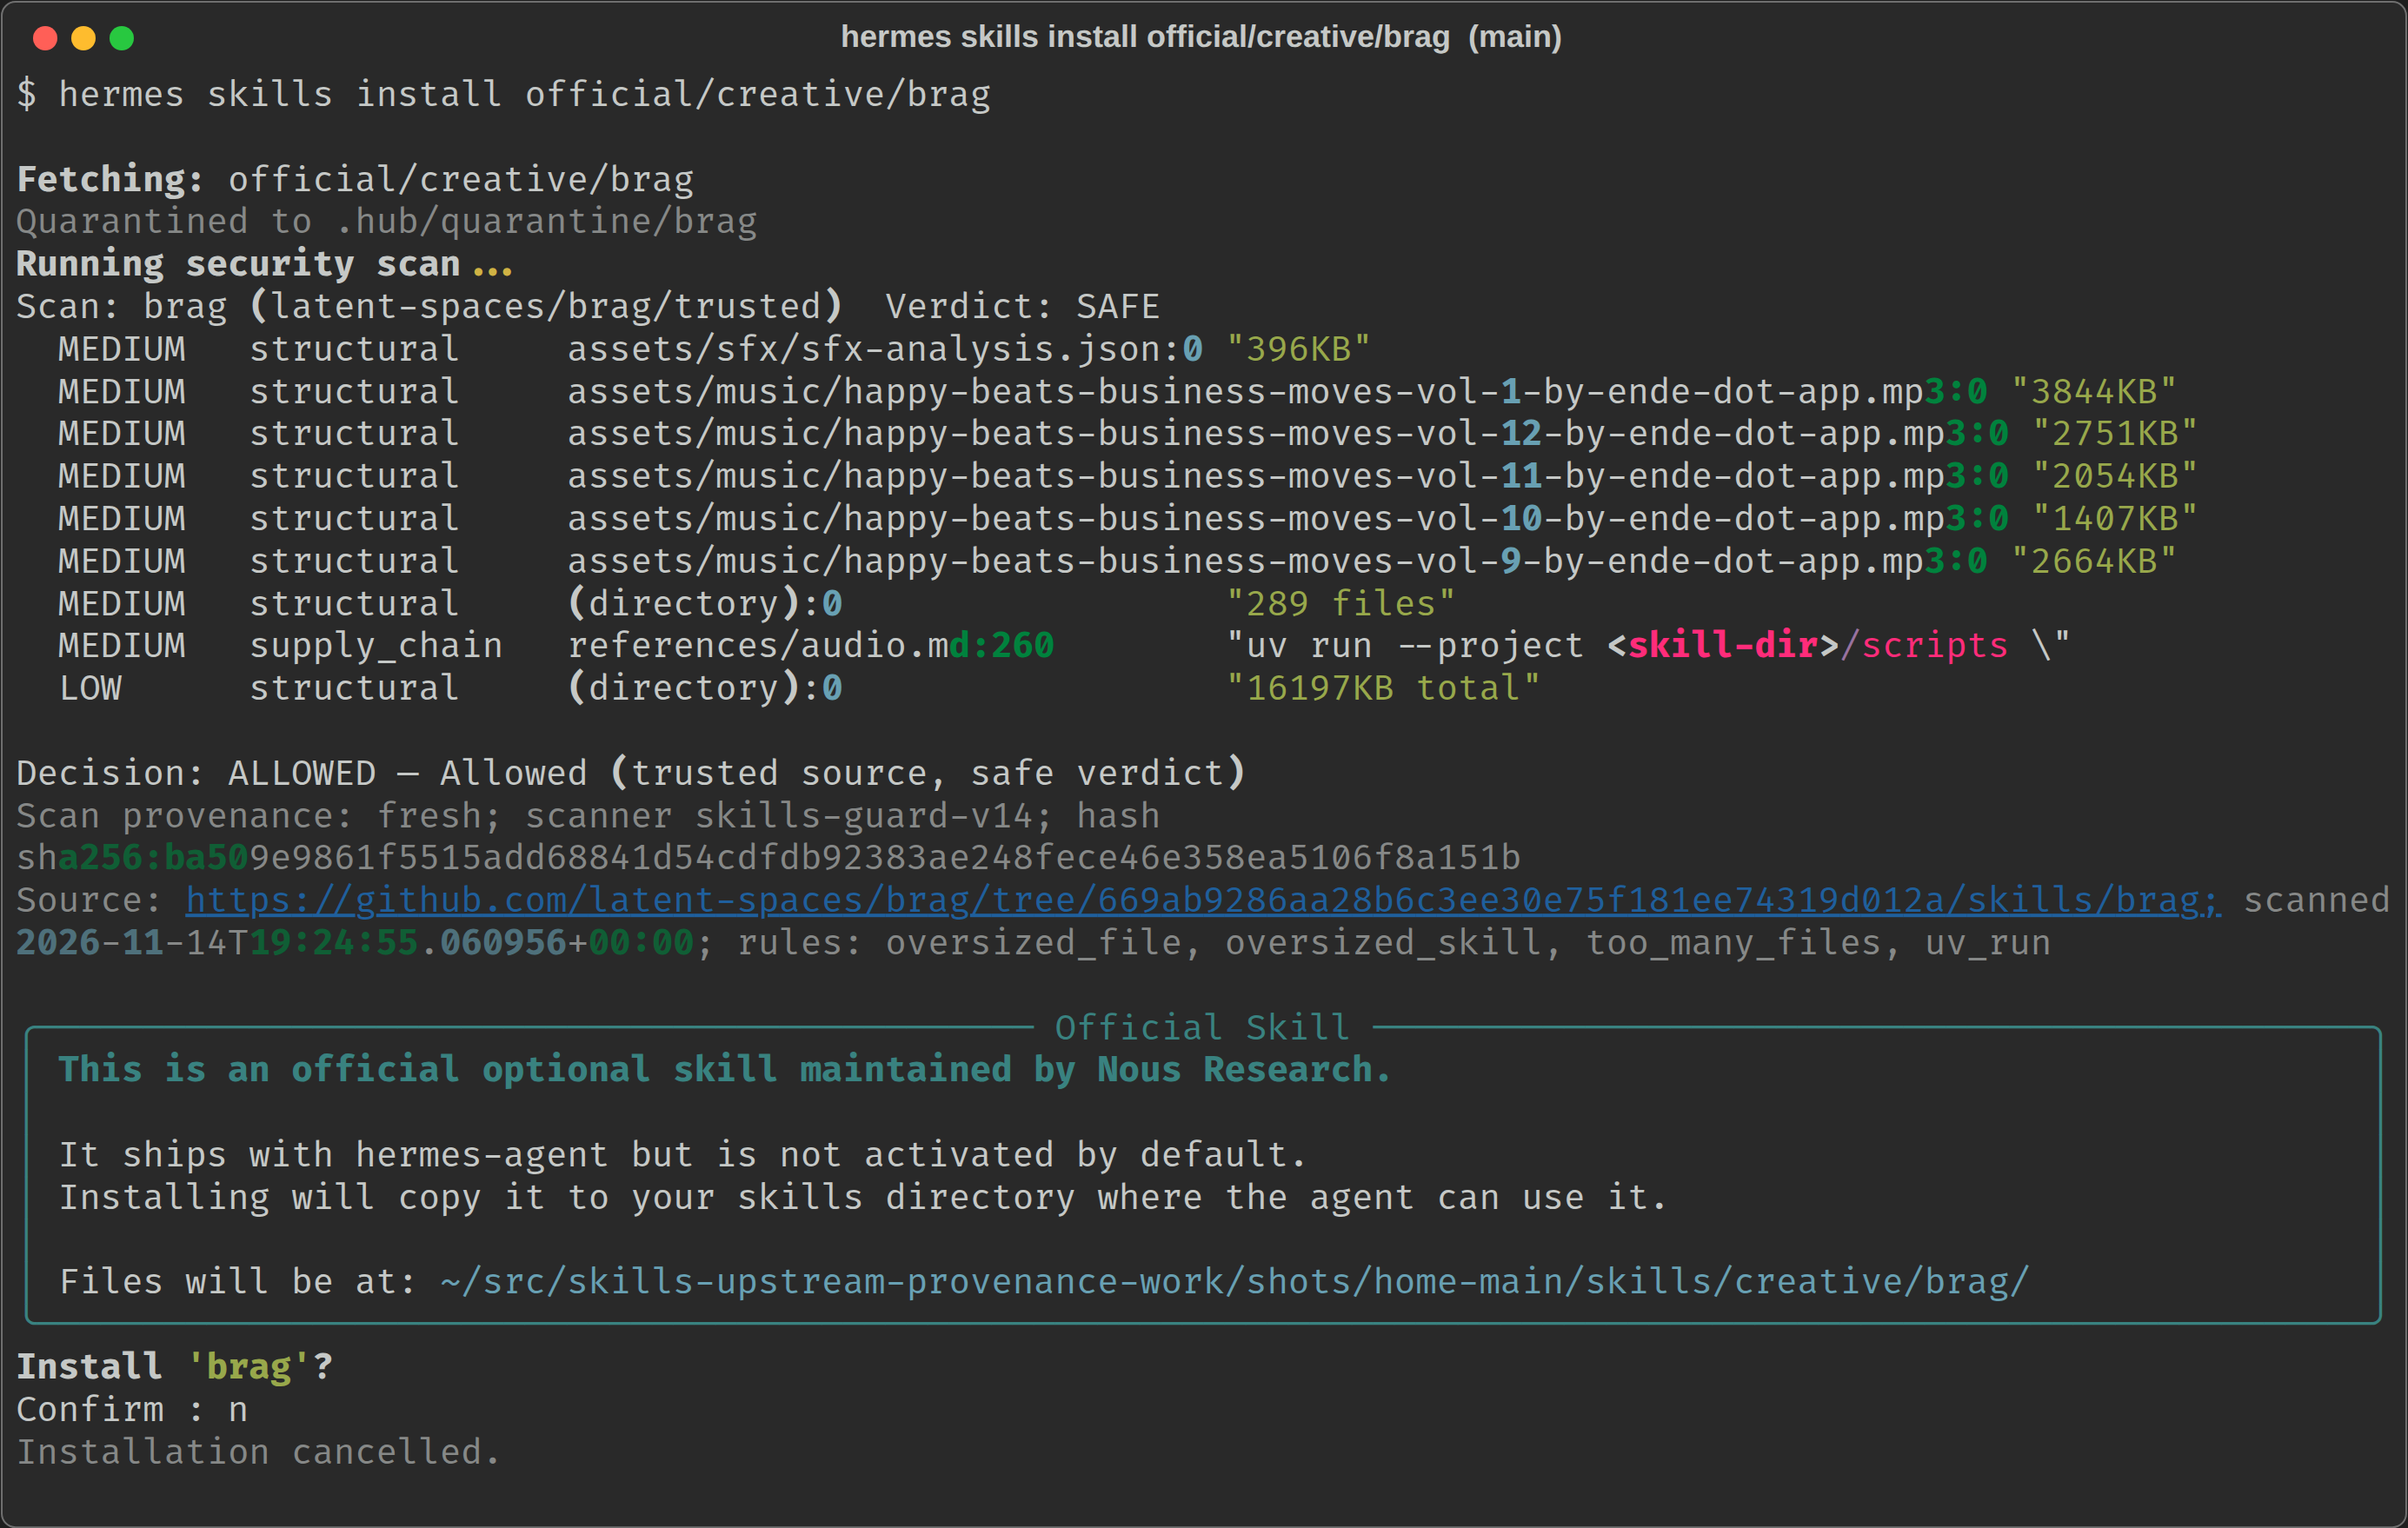 hermes skills install official/creative/brag  (main)
$ hermes skills install official/creative/brag
Fetching: official/creative/brag
Quarantined to .hub/quarantine/brag
Running security scan...
Scan: brag (latent-spaces/brag/trusted)  Verdict: SAFE
MEDIUM   structural     assets/sfx/sfx-analysis.json:0 "396KB"
MEDIUM   structural     assets/music/happy-beats-business-moves-vol-1-by-ende-dot-app.mp3:0 "3844KB"
MEDIUM   structural     assets/music/happy-beats-business-moves-vol-12-by-ende-dot-app.mp3:0 "2751KB"
MEDIUM   structural     assets/music/happy-beats-business-moves-vol-11-by-ende-dot-app.mp3:0 "2054KB"
MEDIUM   structural     assets/music/happy-beats-business-moves-vol-10-by-ende-dot-app.mp3:0 "1407KB"
MEDIUM   structural     assets/music/happy-beats-business-moves-vol-9-by-ende-dot-app.mp3:0 "2664KB"
MEDIUM   structural     (directory):0                  "289 files"
MEDIUM   supply_chain   references/audio.md:260        "uv run --project <skill-dir>/scripts \"
LOW      structural     (directory):0                  "16197KB total"
Decision: ALLOWED — Allowed (trusted source, safe verdict)
Scan provenance: fresh; scanner skills-guard-v14; hash
sha256:ba509e9861f5515add68841d54cdfdb92383ae248fece46e358ea5106f8a151b
Source: https://github.com/latent-spaces/brag/tree/669ab9286aa28b6c3ee30e75f181ee74319d012a/skills/brag; scanned
2026-11-14T19:24:55.060956+00:00; rules: oversized_file, oversized_skill, too_many_files, uv_run
Official Skill
This is an official optional skill maintained by Nous Research.
It ships with hermes-agent but is not activated by default.
Installing will copy it to your skills directory where the agent can use it.
Files will be at: ~/src/skills-upstream-provenance-work/shots/home-main/skills/creative/brag/
Install 'brag'?
Confirm : n
Installation cancelled.